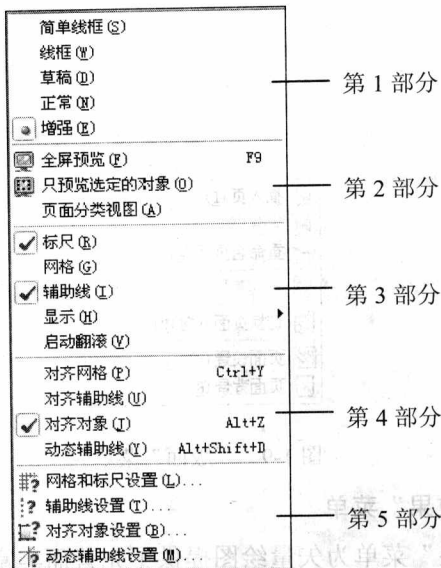 简单线框(S)
线框(W)
草稿(D)
正常(N)
增强(E)
第1部分
全屏预览(F) F9
只预览选定的对象(O)
页面分类视图(A)
第2部分
标尺(R)
网格(G)
辅助线(I)
显示(H)
启动翻滚(V)
第3部分
对齐网格(P) Ctrl+Y
对齐辅助线(U)
对齐对象(J) Alt+Z
动态辅助线(Y) Alt+Shift+D
第4部分
网格和标尺设置(L)...
辅助线设置(T)...
对齐对象设置(B)...
动态辅助线设置(M)...
第5部分